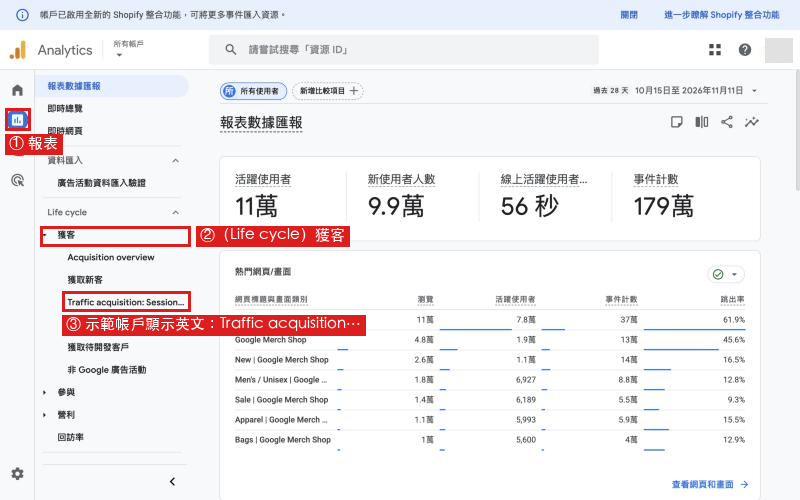 帳戶已啟用全新的 Shopify 整合功能，可將更多事件匯入資源。
關閉
進一步瞭解 Shopify 整合功能
Analytics
所有帳戶
請嘗試搜尋「資源 ID」
報表數據匯報
即時總覽
即時網頁
① 報表
資料匯入
廣告活動資料匯入驗證
Life cycle
獲客
②（Life cycle）獲客
Acquisition overview
獲取新客
Traffic acquisition: Session...
③ 示範帳戶顯示英文：Traffic acquisition⋯
獲取待開發客戶
非 Google 廣告活動
參與
營利
回訪率
所 所有使用者
新增比較項目
過去 28 天 10月15日至 2026年11月11日
報表數據匯報
活躍使用者
11萬
新使用者人數
9.9萬
線上活躍使用者...
56 秒
事件計數
179萬
熱門網頁/畫面
網頁標題與畫面類別 瀏覽 活躍使用者 事件計數 跳出率
11萬 7.8萬 37萬 61.9%
Google Merch Shop 4.8萬 1.9萬 13萬 45.6%
New | Google Merch Shop 2.6萬 1.1萬 14萬 16.5%
Men's / Unisex | Google ... 1.8萬 6,927 8.8萬 12.8%
Sale | Google Merch Shop 1.4萬 6,189 5.5萬 9.3%
Apparel | Google Merch ... 1.1萬 5,993 5.9萬 15.5%
Bags | Google Merch Shop 1萬 5,600 4萬 12.9%
查看網頁和畫面